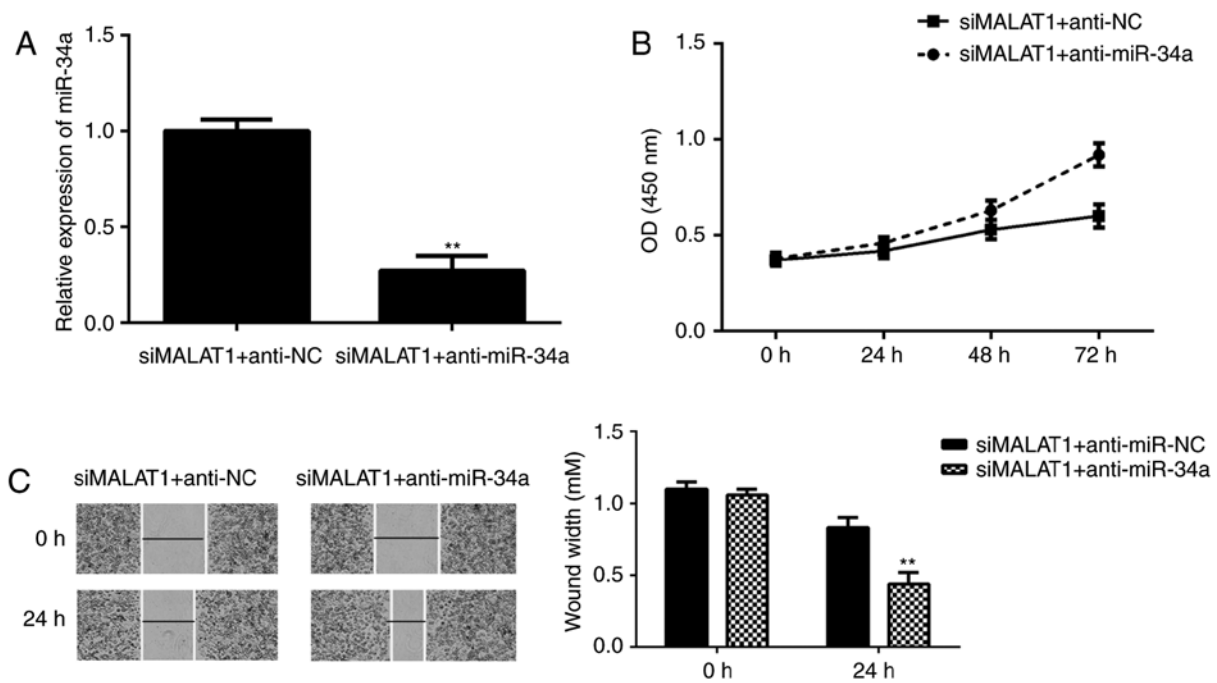 A
Relative expression of miR-34a
1.5
1.0
0.5
0.0
**
siMALAT1+anti-NC
siMALAT1+anti-miR-34a
B
siMALAT1+anti-NC
siMALAT1+anti-miR-34a
OD (450 nm)
1.5
1.0
0.5
0.0
0 h
24 h
48 h
72 h
C
siMALAT1+anti-NC
siMALAT1+anti-miR-34a
0 h
24 h
Wound width (mM)
1.5
1.0
0.5
0.0
**
0 h
24 h
siMALAT1+anti-miR-NC
siMALAT1+anti-miR-34a